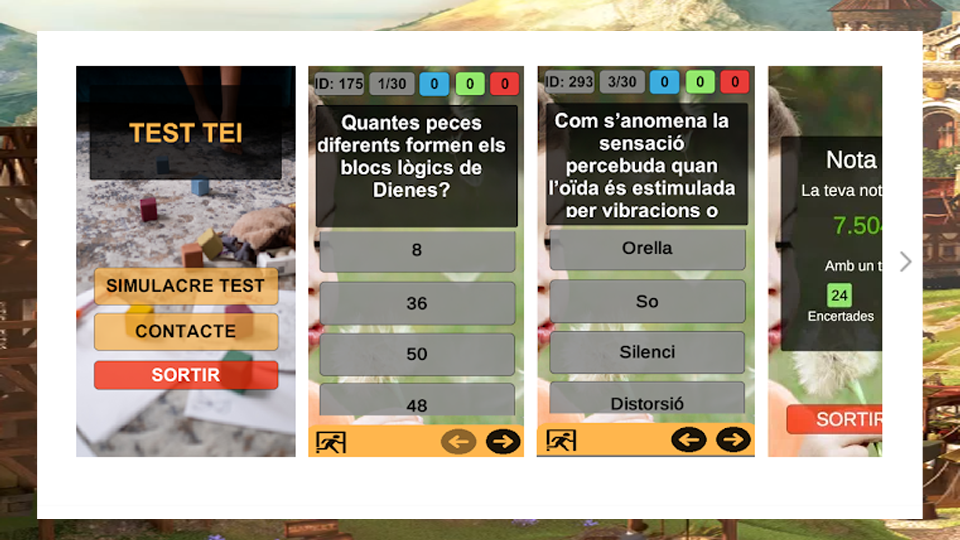 TEST TEI
SIMULACRE TEST
CONTACTE
SORTIR
ID: 175 1/30 0 0 0
Quantes peces
diferents formen els
blocs lògics de
Dienes?
8
36
50
48
ID: 293 3/30 0 0 0
Com s’anomena la
sensació
percebuda quan
l’oïda és estimulada
per vibracions o
Orella
So
Silenci
Distorsió
Nota
La teva not
7.504
Amb un t
24
Encertades
SORTIR